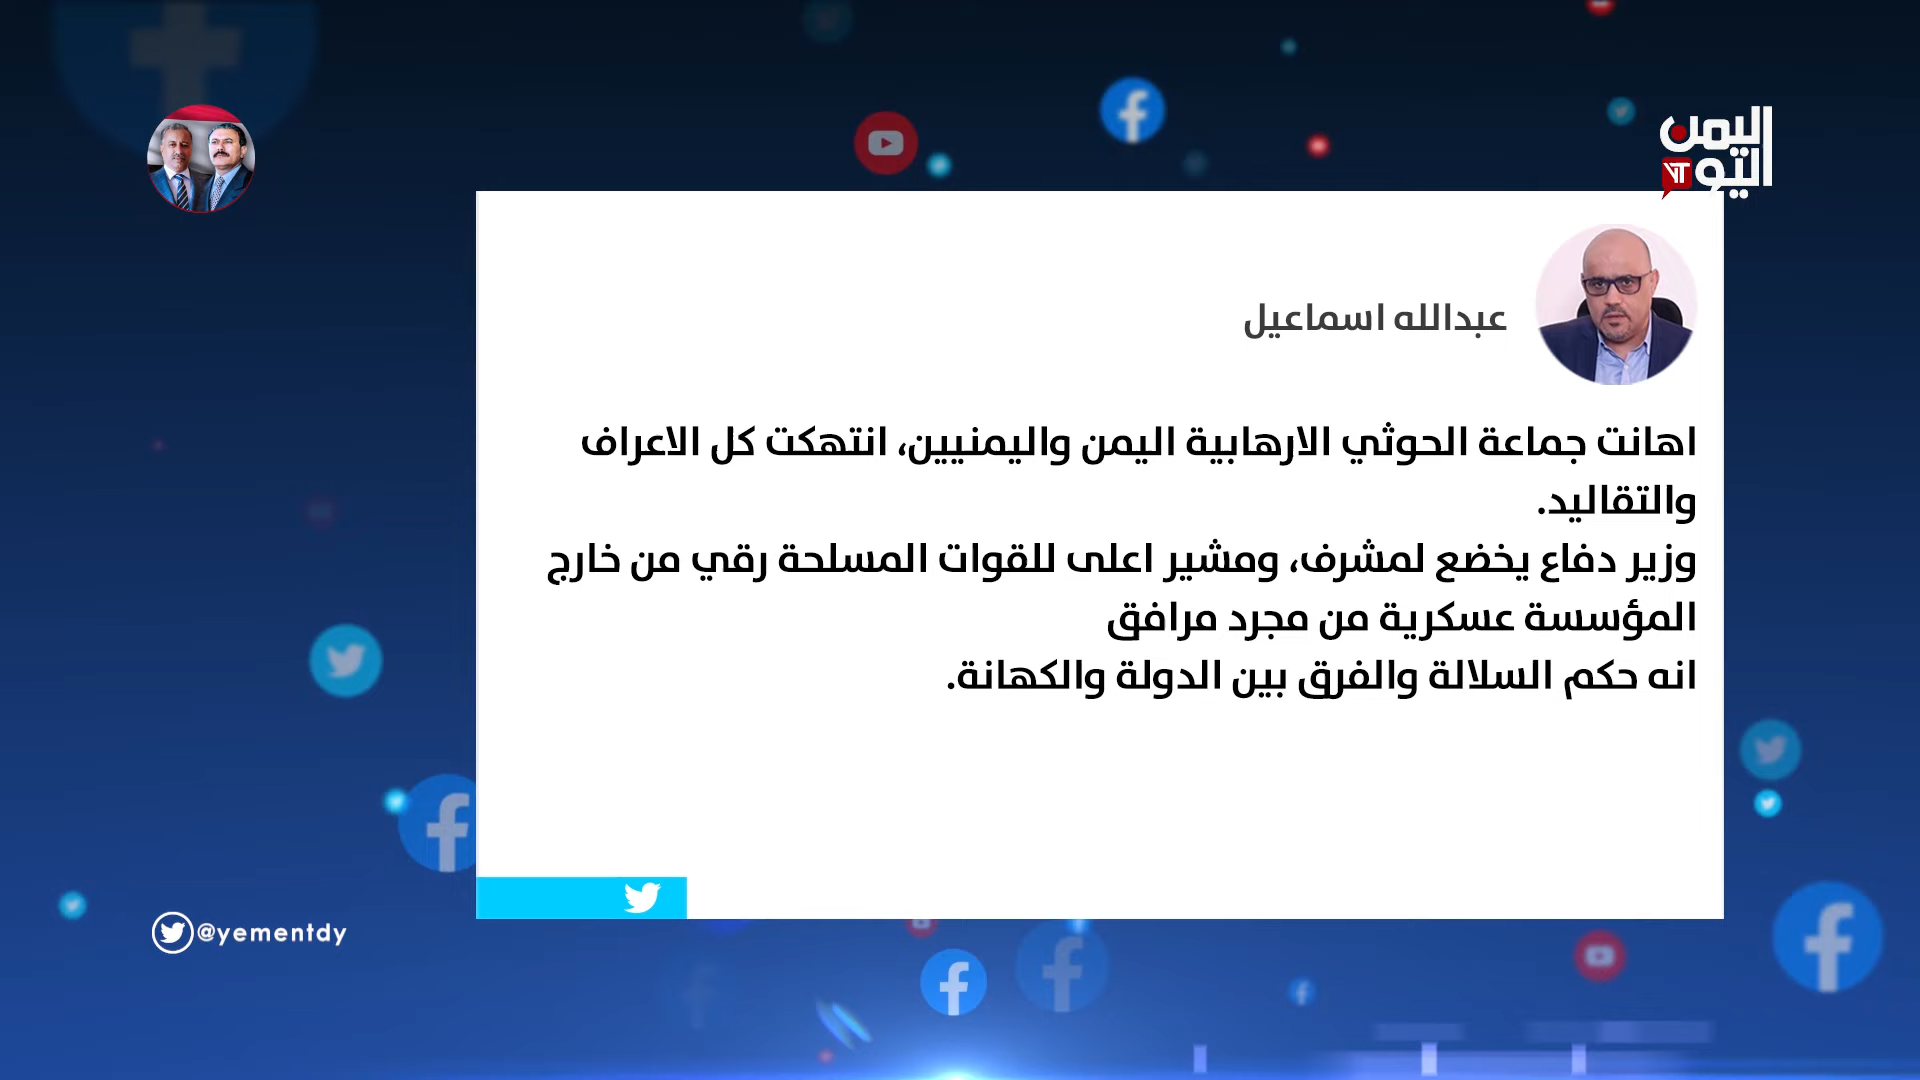 اليمن
اليوم
YT
عبدالله اسماعيل
اهانت جماعة الحوثي الارهابية اليمن واليمنيين، انتهكت كل الاعراف
والتقاليد.
وزير دفاع يخضع لمشرف، ومشير اعلى للقوات المسلحة رقي من خارج
المؤسسة عسكرية من مجرد مرافق
انه حكم السلالة والفرق بين الدولة والكهانة.
@yementdy